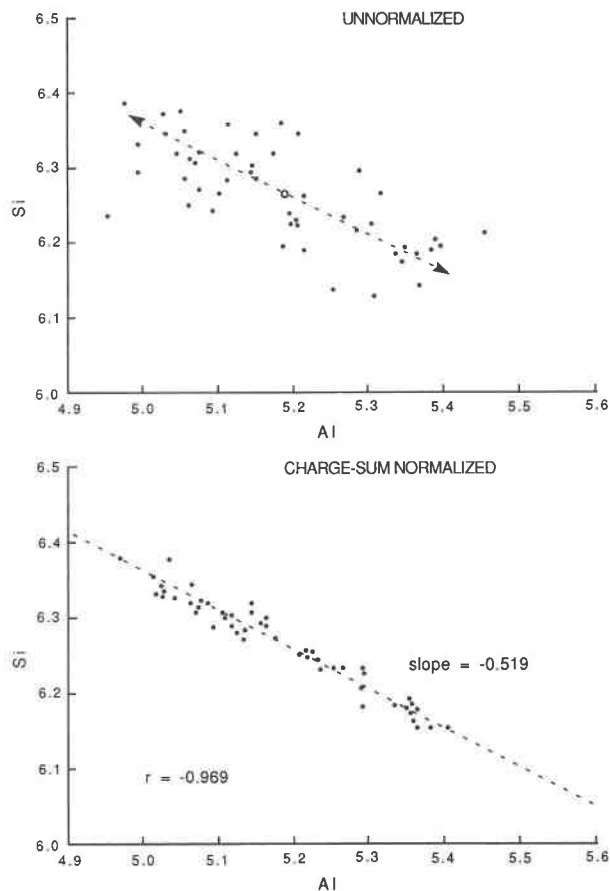 UNNORMALIZED
6.5
6.4
6.3
6.2
6.1
6.0
Si
4.9 5.0 5.1 5.2 5.3 5.4 5.5 5.6
Al
CHARGE-SUM NORMALIZED
6.5
6.4
6.3
6.2
6.1
6.0
Si
slope = -0.519
r = -0.969
4.9 5.0 5.1 5.2 5.3 5.4 5.5 5.6
Al